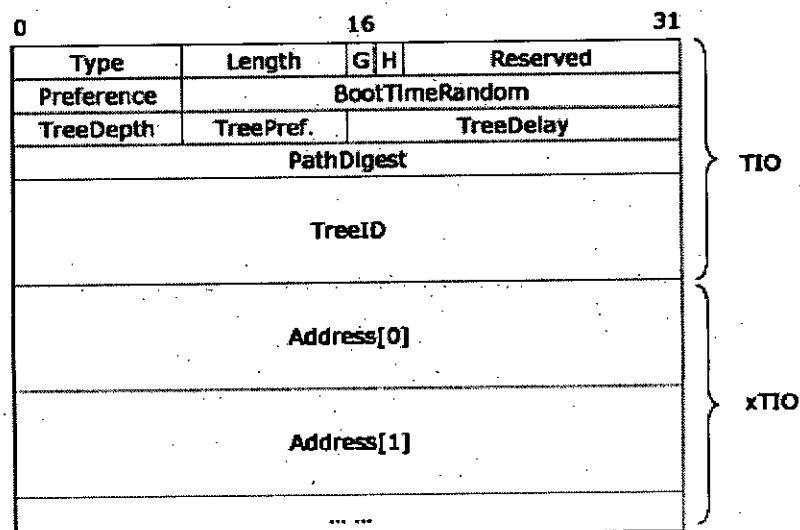 0 16 31
Type Length G H Reserved
Preference BootTimeRandom
TreeDepth TreePref. TreeDelay
PathDigest
TIO
TreeID
Address[0]
xTIO
Address[1]
... ...